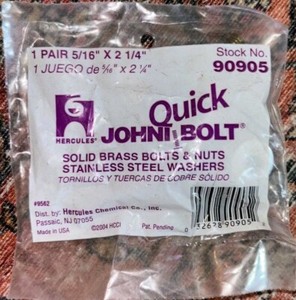 1 PAIR 5/16" X 2 1/4"
1 JUEGO de 5/16" x 2 1/4"
Stock No.
90905
HERCULES®
Quick
JOHNI BOLT®
SOLID BRASS BOLTS & NUTS
STAINLESS STEEL WASHERS
TORNILLOS Y TUERCAS DE COBRE SÓLIDO
Dist. by: Hercules Chemical Co., Inc.
Passaic, NJ 07055
Made in USA
©2004 HCCI
Pat. Pending